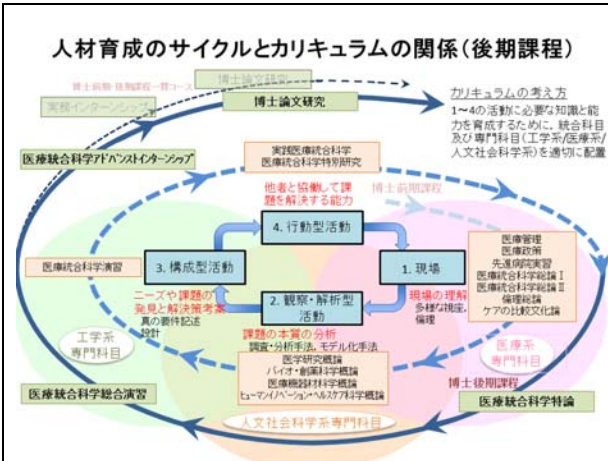 人材育成のサイクルとカリキュラムの関係(後期課程)
博士前期・後期課程一貫コース
博士論文研究
実務インターンシップ
博士論文研究
カリキュラムの考え方
1~4の活動に必要な知識と能
力を育成するために、統合科目
及び専門科目(工学系/医療系/
人文社会科学系)を適切に配置
医療統合科学アドバンストインターンシップ
実践医療統合科学
医療統合科学特別研究
他者と協働して課
題を解決する能力
博士前期課程
4. 行動型活動
医療統合科学演習
3. 構成型活動
1. 現場
医療管理
医療政策
先進病院実習
医療統合科学総論Ⅰ
医療統合科学総論Ⅱ
倫理総論
ケアの比較文化論
2. 観察・解析型
活動
ニーズや課題の
発見と解決策考案
真の要件記述
設計
現場の理解
多様な視座、
倫理
課題の本質の分析
調査・分析手法、モデル化手法
工学系
専門科目
医療系
専門科目
医学研究概論
バイオ・創薬科学概論
医療機器材料科学概論
ヒューマンイノベーション・ヘルスケア科学概論
博士後期課程
医療統合科学総合演習
医療統合科学特論
人文社会科学系専門科目